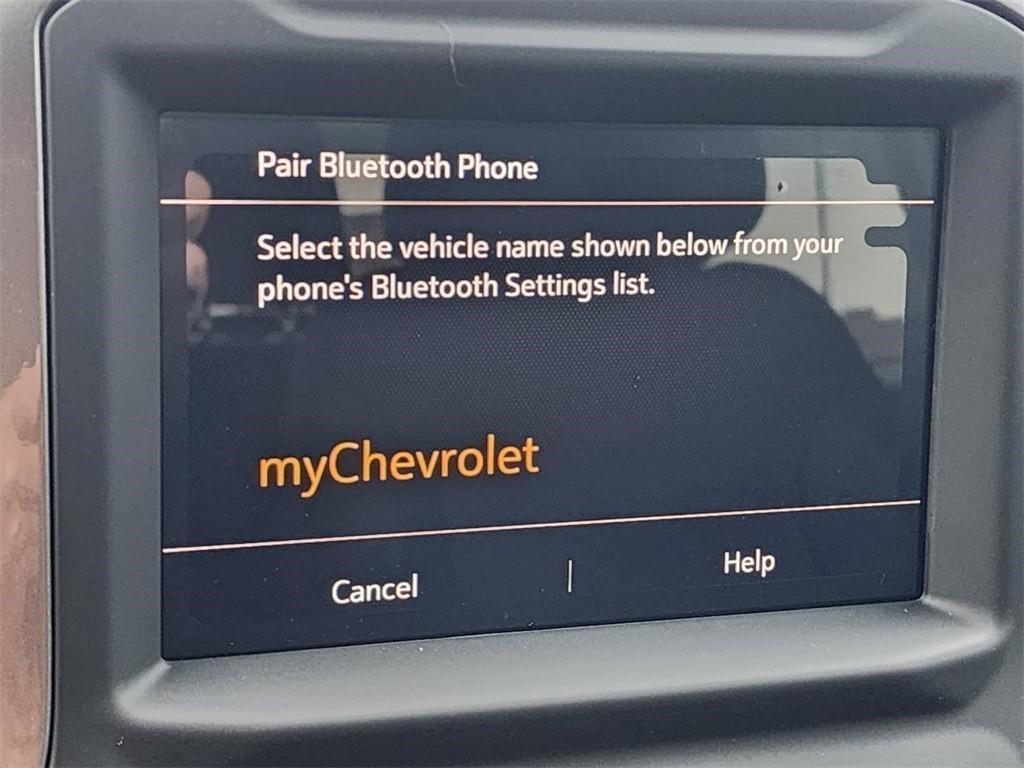 Pair Bluetooth Phone
Select the vehicle name shown below from your
phone's Bluetooth Settings list.
myChevrolet
Cancel | Help